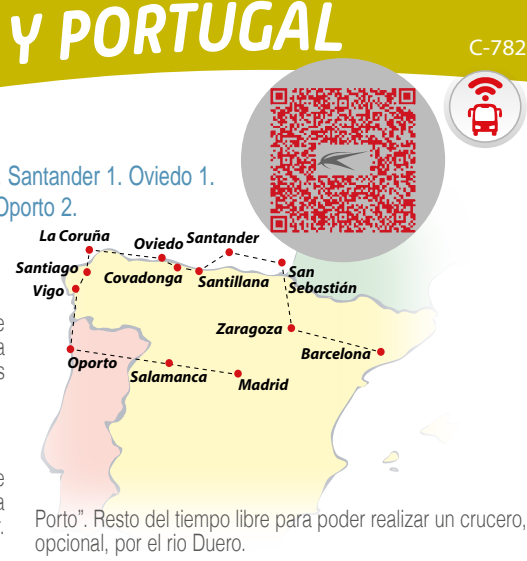 Y PORTUGAL
C-782
Santander 1. Oviedo 1.
Oporto 2.
La Coruña
Oviedo
Santander
Santiago
Covadonga
Santillana
San
Sebastián
Vigo
Zaragoza
Barcelona
Oporto
Salamanca
Madrid
e
a
s
e
a
Porto”. Resto del tiempo libre para poder realizar un crucero,
opcional, por el rio Duero.